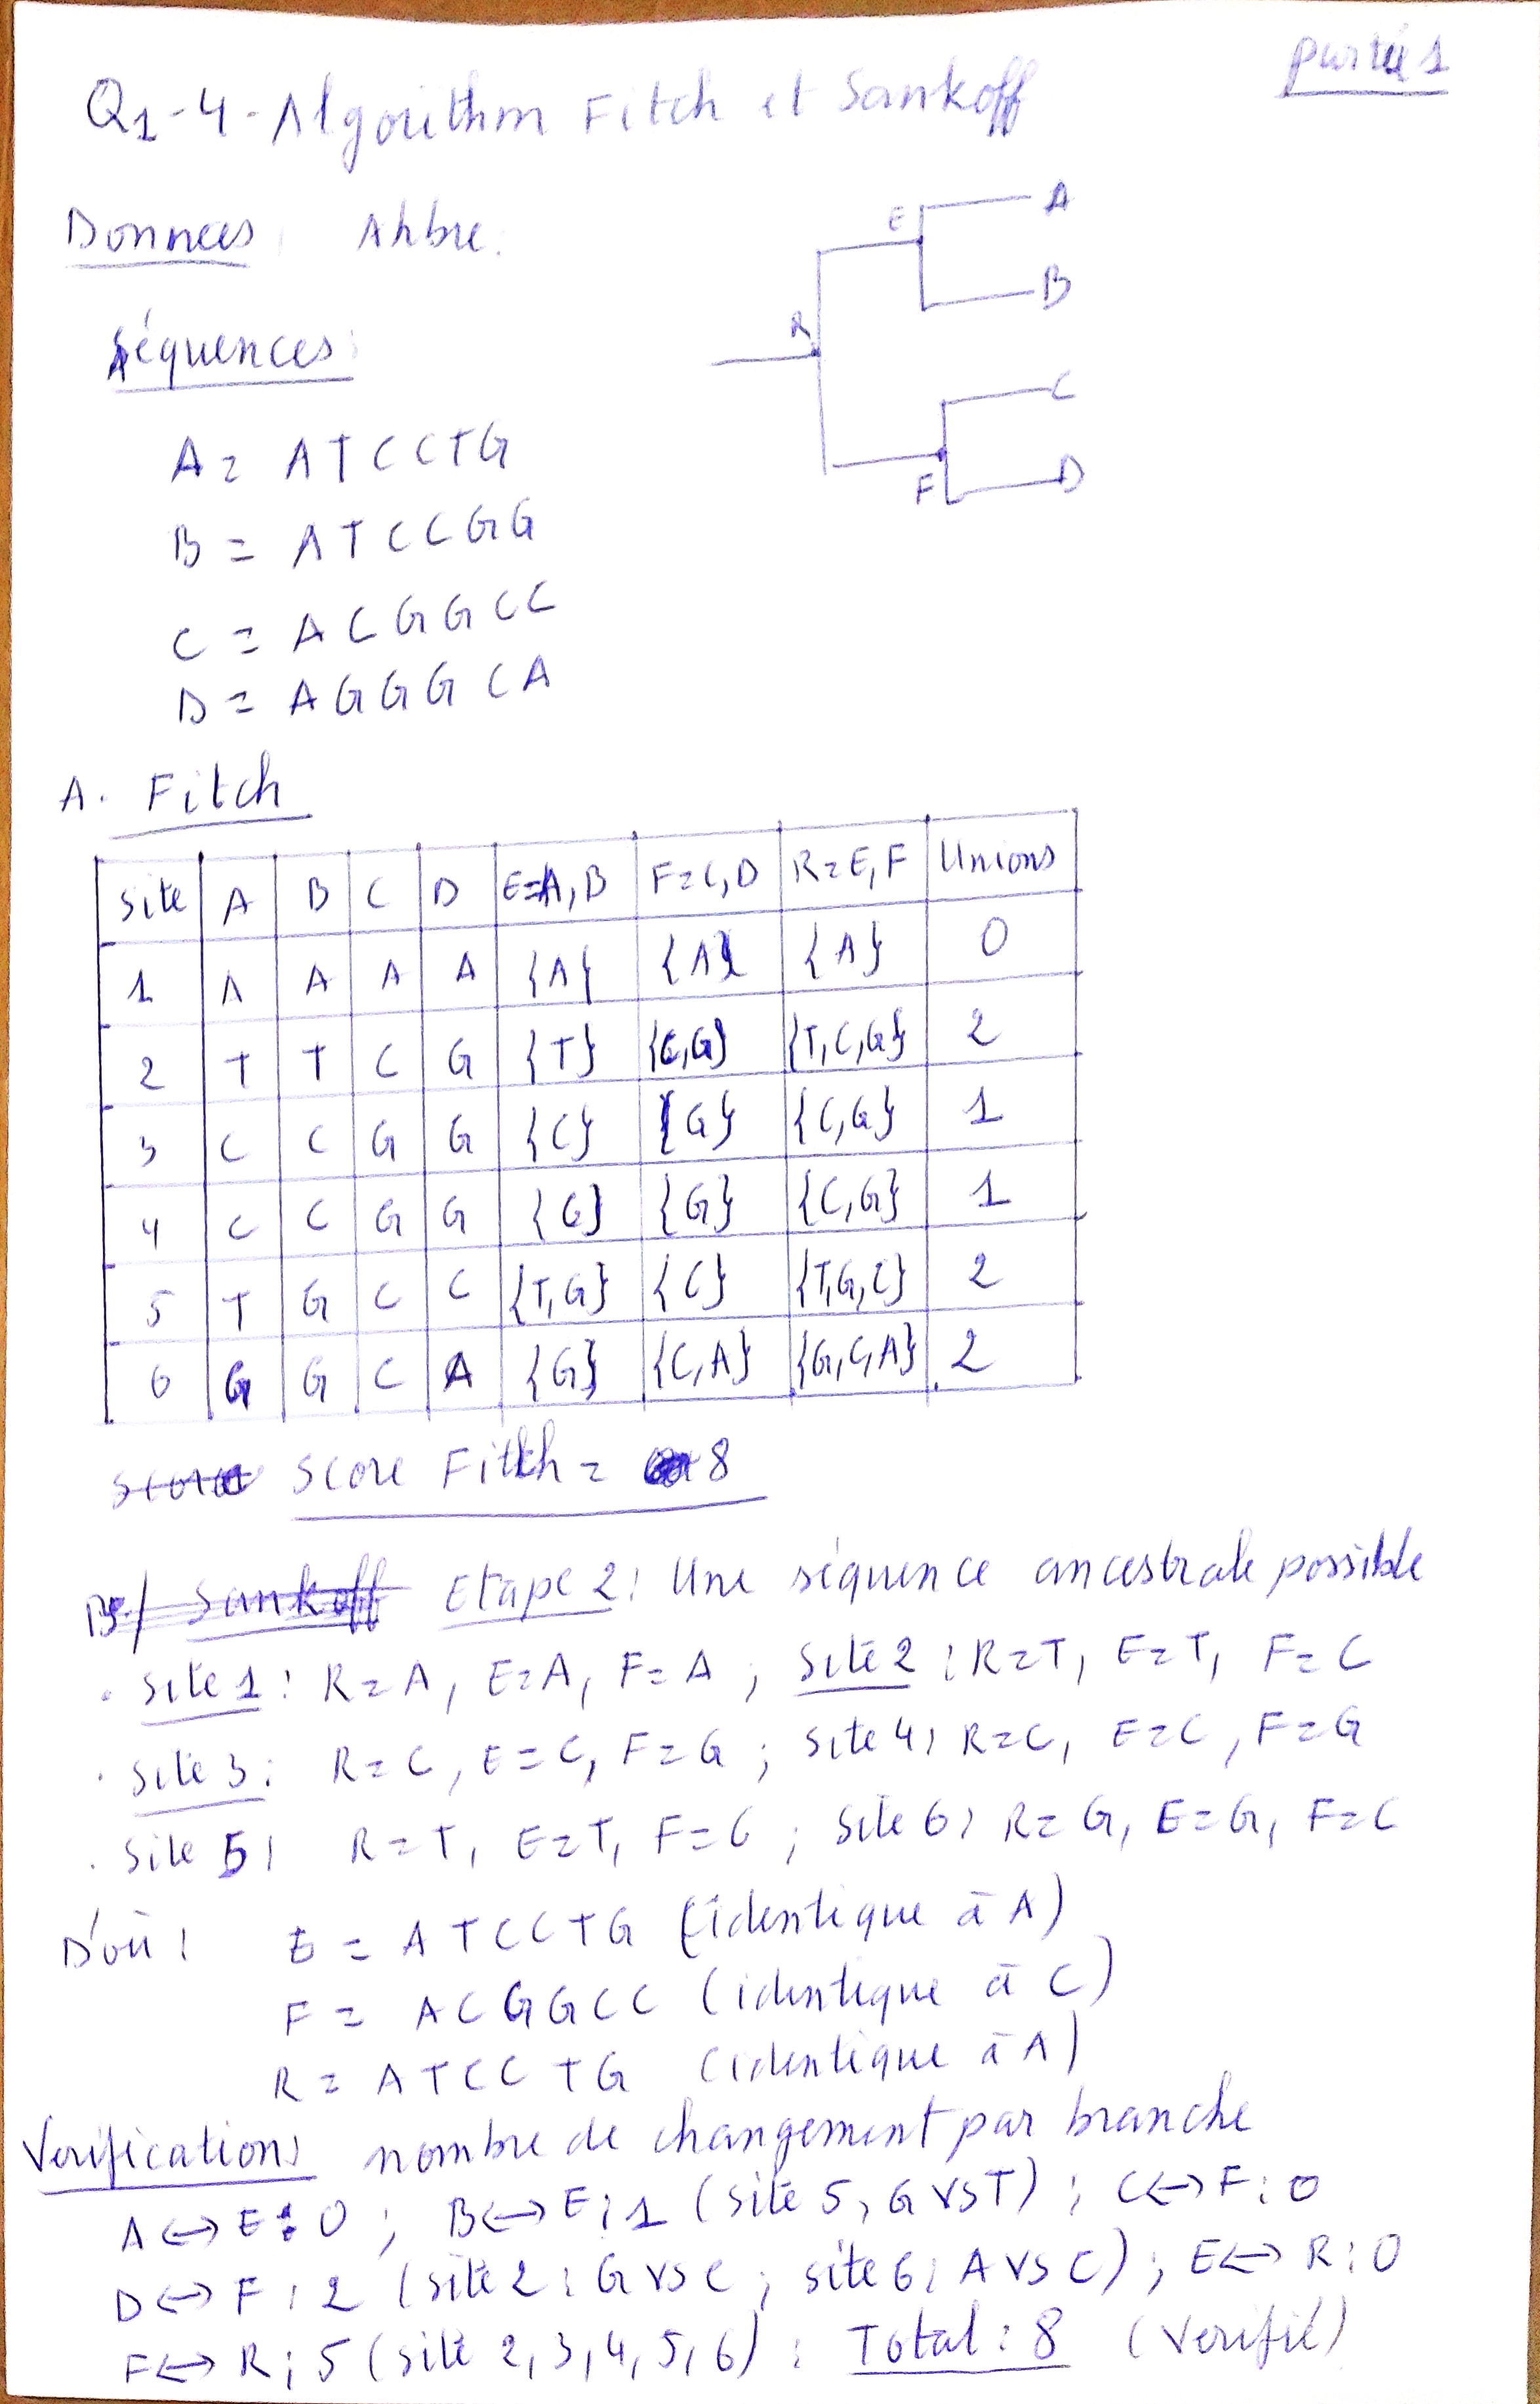 partie 1
Q1-4- Algorithm Fitch et Sankoff
Données Ahbre.
Séquences
E A
B
R
C
F D
A = ATCCTG
B = ATCCGG
C = ACGGCC
D = AGGGCA
A. Fitch
site A B C D E=A,B F=C,D R=E,F Unions
1 A A A A {A} {A} {A} 0
2 T T C G {T} {C,G} {T,C,G} 2
3 C C G G {C} {G} {C,G} 1
4 C C G G {C} {G} {C,G} 1
5 T G C C {T,G} {C} {T,G,C} 2
6 G G C A {G} {C,A} {G,C,A} 2
score Score Fitch = 8
B./ Sankoff Etape 2: Une séquence ancestrale possible
. Site 1: R=A, E=A, F=A ; Site 2: R=T, E=T, F=C
. Site 3: R=C, E=C, F=G ; Site 4: R=C, E=C, F=G
. Site 5: R=T, E=T, F=C ; Site 6: R=G, E=G, F=C
D'où: E = ATCCTG (identique à A)
F = ACGGCC (identique à C)
R = ATCCTG (identique à A)
Verification: nombre de changement par branche
A↔E: 0 ; B↔E: 1 (site 5, G vs T) ; C↔F: 0
D↔F: 2 (site 2: G vs C ; site 6: A vs C) ; E↔R: 0
F↔R: 5 (site 2,3,4,5,6) : Total: 8 (verifié)